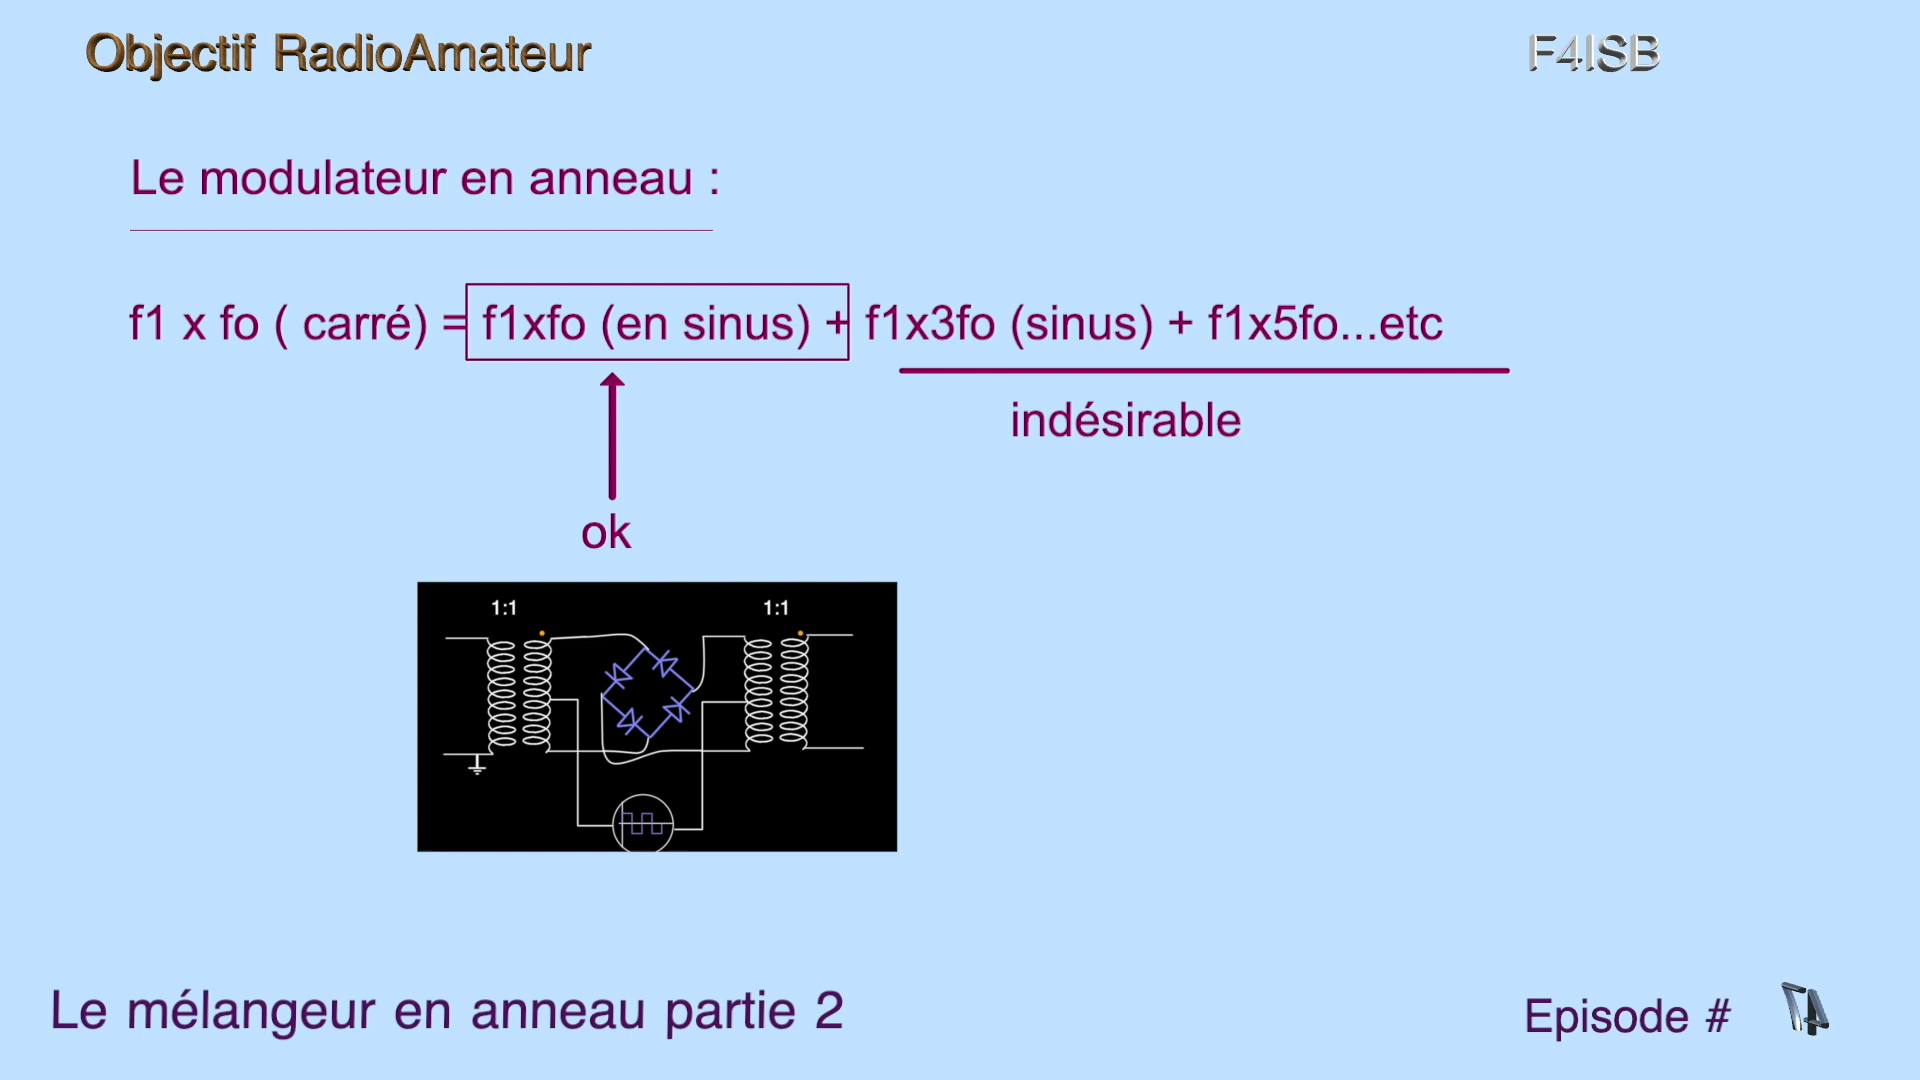 Objectif RadioAmateur
F4ISB
Le modulateur en anneau :
f1 x fo ( carré) = f1xfo (en sinus) + f1x3fo (sinus) + f1x5fo...etc
indésirable
ok
1:1
1:1
Le mélangeur en anneau partie 2
Episode #